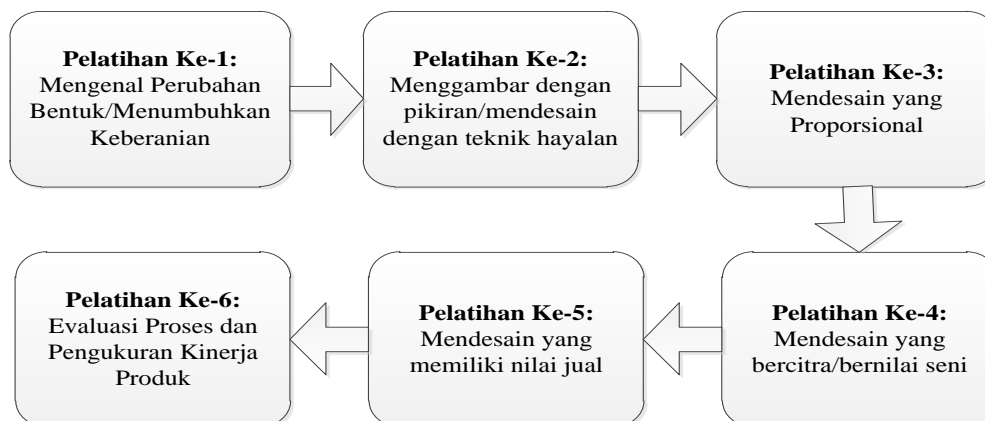 Pelatihan Ke-1:
Mengenal Perubahan
Bentuk/Menumbuhkan
Keberanian
Pelatihan Ke-2:
Menggambar dengan
pikiran/mendesain
dengan teknik hayalan
Pelatihan Ke-3:
Mendesain yang
Proporsional
Pelatihan Ke-4:
Mendesain yang
bercitra/bernilai seni
Pelatihan Ke-5:
Mendesain yang
memiliki nilai jual
Pelatihan Ke-6:
Evaluasi Proses dan
Pengukuran Kinerja
Produk